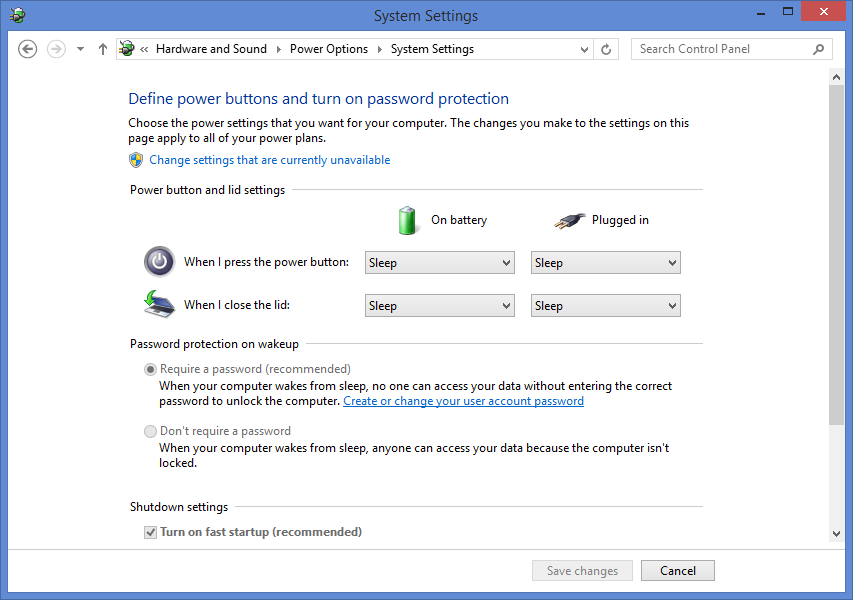 System Settings
« Hardware and Sound Power Options System Settings
Search Control Panel
Define power buttons and turn on password protection
Choose the power settings that you want for your computer. The changes you make to the settings on this
page apply to all of your power plans.
Change settings that are currently unavailable
Power button and lid settings
On battery Plugged in
When I press the power button: Sleep Sleep
When I close the lid: Sleep Sleep
Password protection on wakeup
Require a password (recommended)
When your computer wakes from sleep, no one can access your data without entering the correct
password to unlock the computer. Create or change your user account password
Don't require a password
When your computer wakes from sleep, anyone can access your data because the computer isn't
locked.
Shutdown settings
Turn on fast startup (recommended)
Save changes Cancel